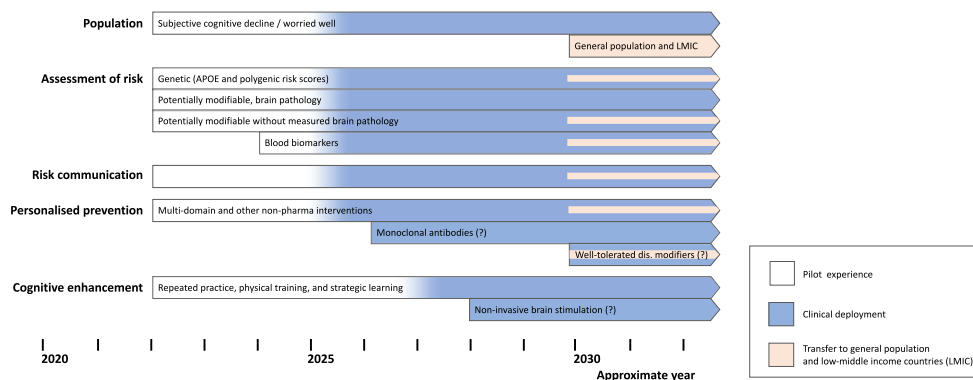 Population
Subjective cognitive decline / worried well
General population and LMIC
Assessment of risk
Genetic (APOE and polygenic risk scores)
Potentially modifiable, brain pathology
Potentially modifiable without measured brain pathology
Blood biomarkers
Risk communication
Personalised prevention
Multi-domain and other non-pharma interventions
Monoclonal antibodies (?)
Well-tolerated dis. modifiers (?)
Cognitive enhancement
Repeated practice, physical training, and strategic learning
Non-invasive brain stimulation (?)
2020
2025
2030
Approximate year
Pilot experience
Clinical deployment
Transfer to general population
and low-middle income countries (LMIC)